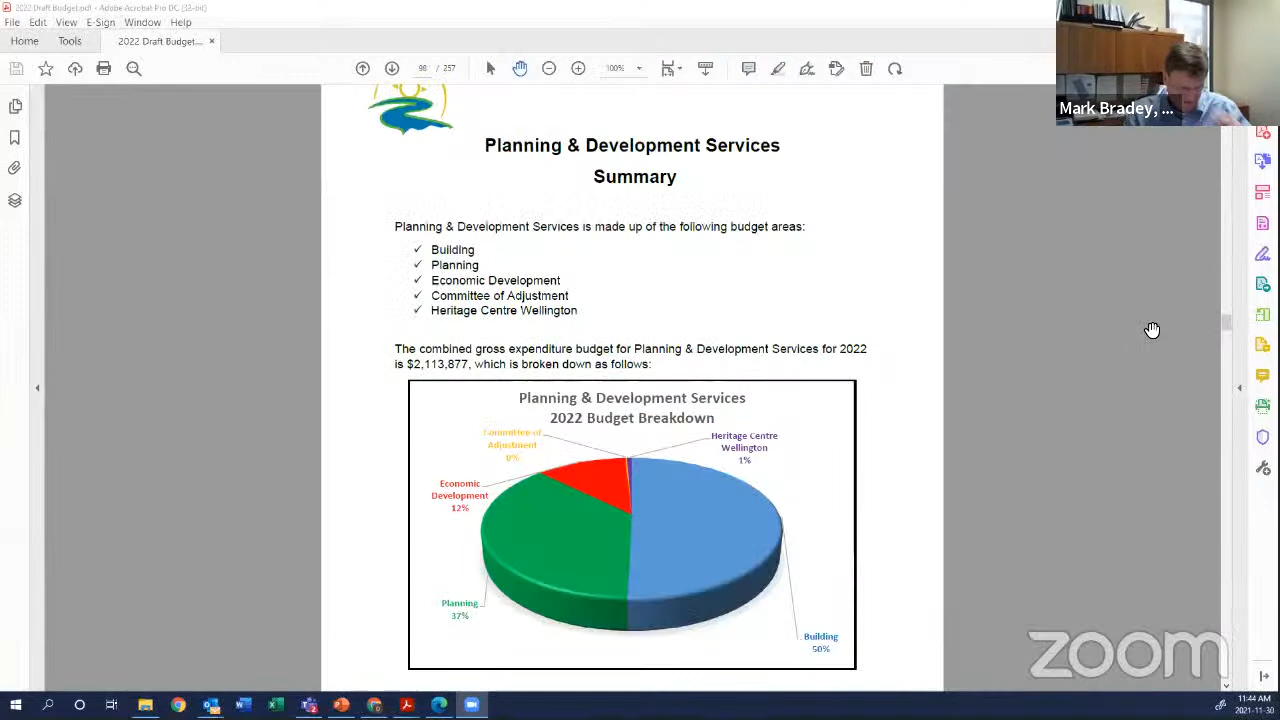 2022 Draft Budget.pdf - Adobe Acrobat Pro DC (32-bit)
File Edit View E-Sign Window Help
Home Tools 2022 Draft Budget... ×
98 / 257 100%
Mark Bradey, ...
Planning & Development Services
Summary
Planning & Development Services is made up of the following budget areas:
✓ Building
✓ Planning
✓ Economic Development
✓ Committee of Adjustment
✓ Heritage Centre Wellington
The combined gross expenditure budget for Planning & Development Services for 2022
is $2,113,877, which is broken down as follows:
Planning & Development Services
2022 Budget Breakdown
Committee of
Adjustment
0%
Heritage Centre
Wellington
1%
Economic
Development
12%
Planning
37%
Building
50%
zoom
11:44 AM
2021-11-30